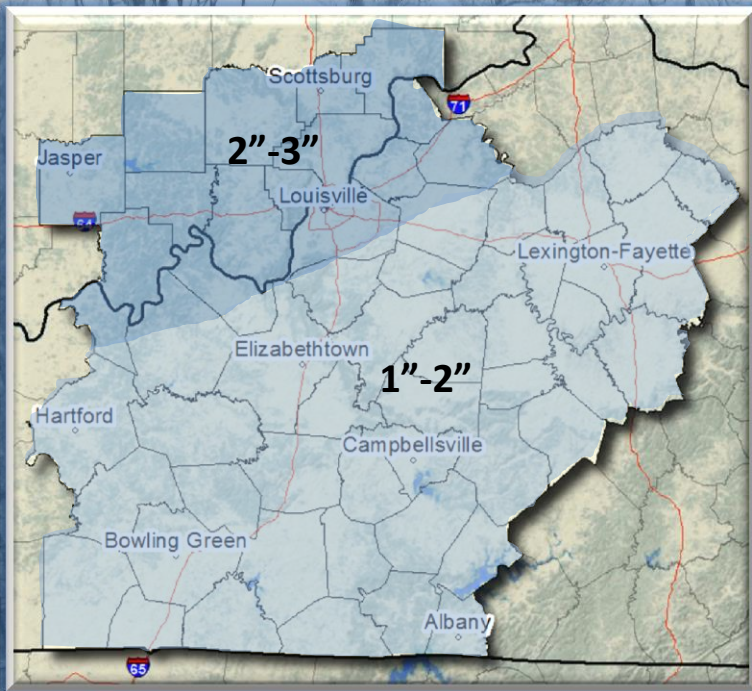 Scottsburg
71
2”-3”
Jasper
Louisville
64
Lexington-Fayette
Elizabethtown
1”-2”
Hartford
Campbellsville
Bowling Green
Albany
65